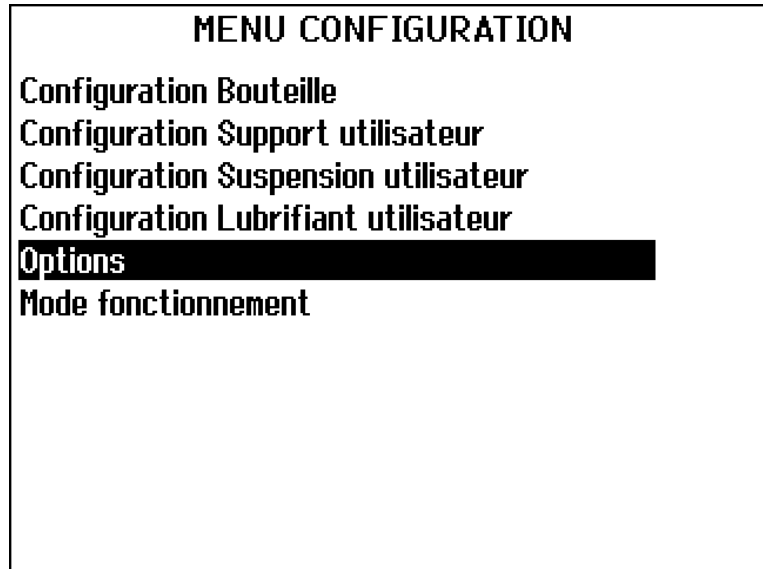 MENU CONFIGURATION
Configuration Bouteille
Configuration Support utilisateur
Configuration Suspension utilisateur
Configuration Lubrifiant utilisateur
Options
Mode fonctionnement